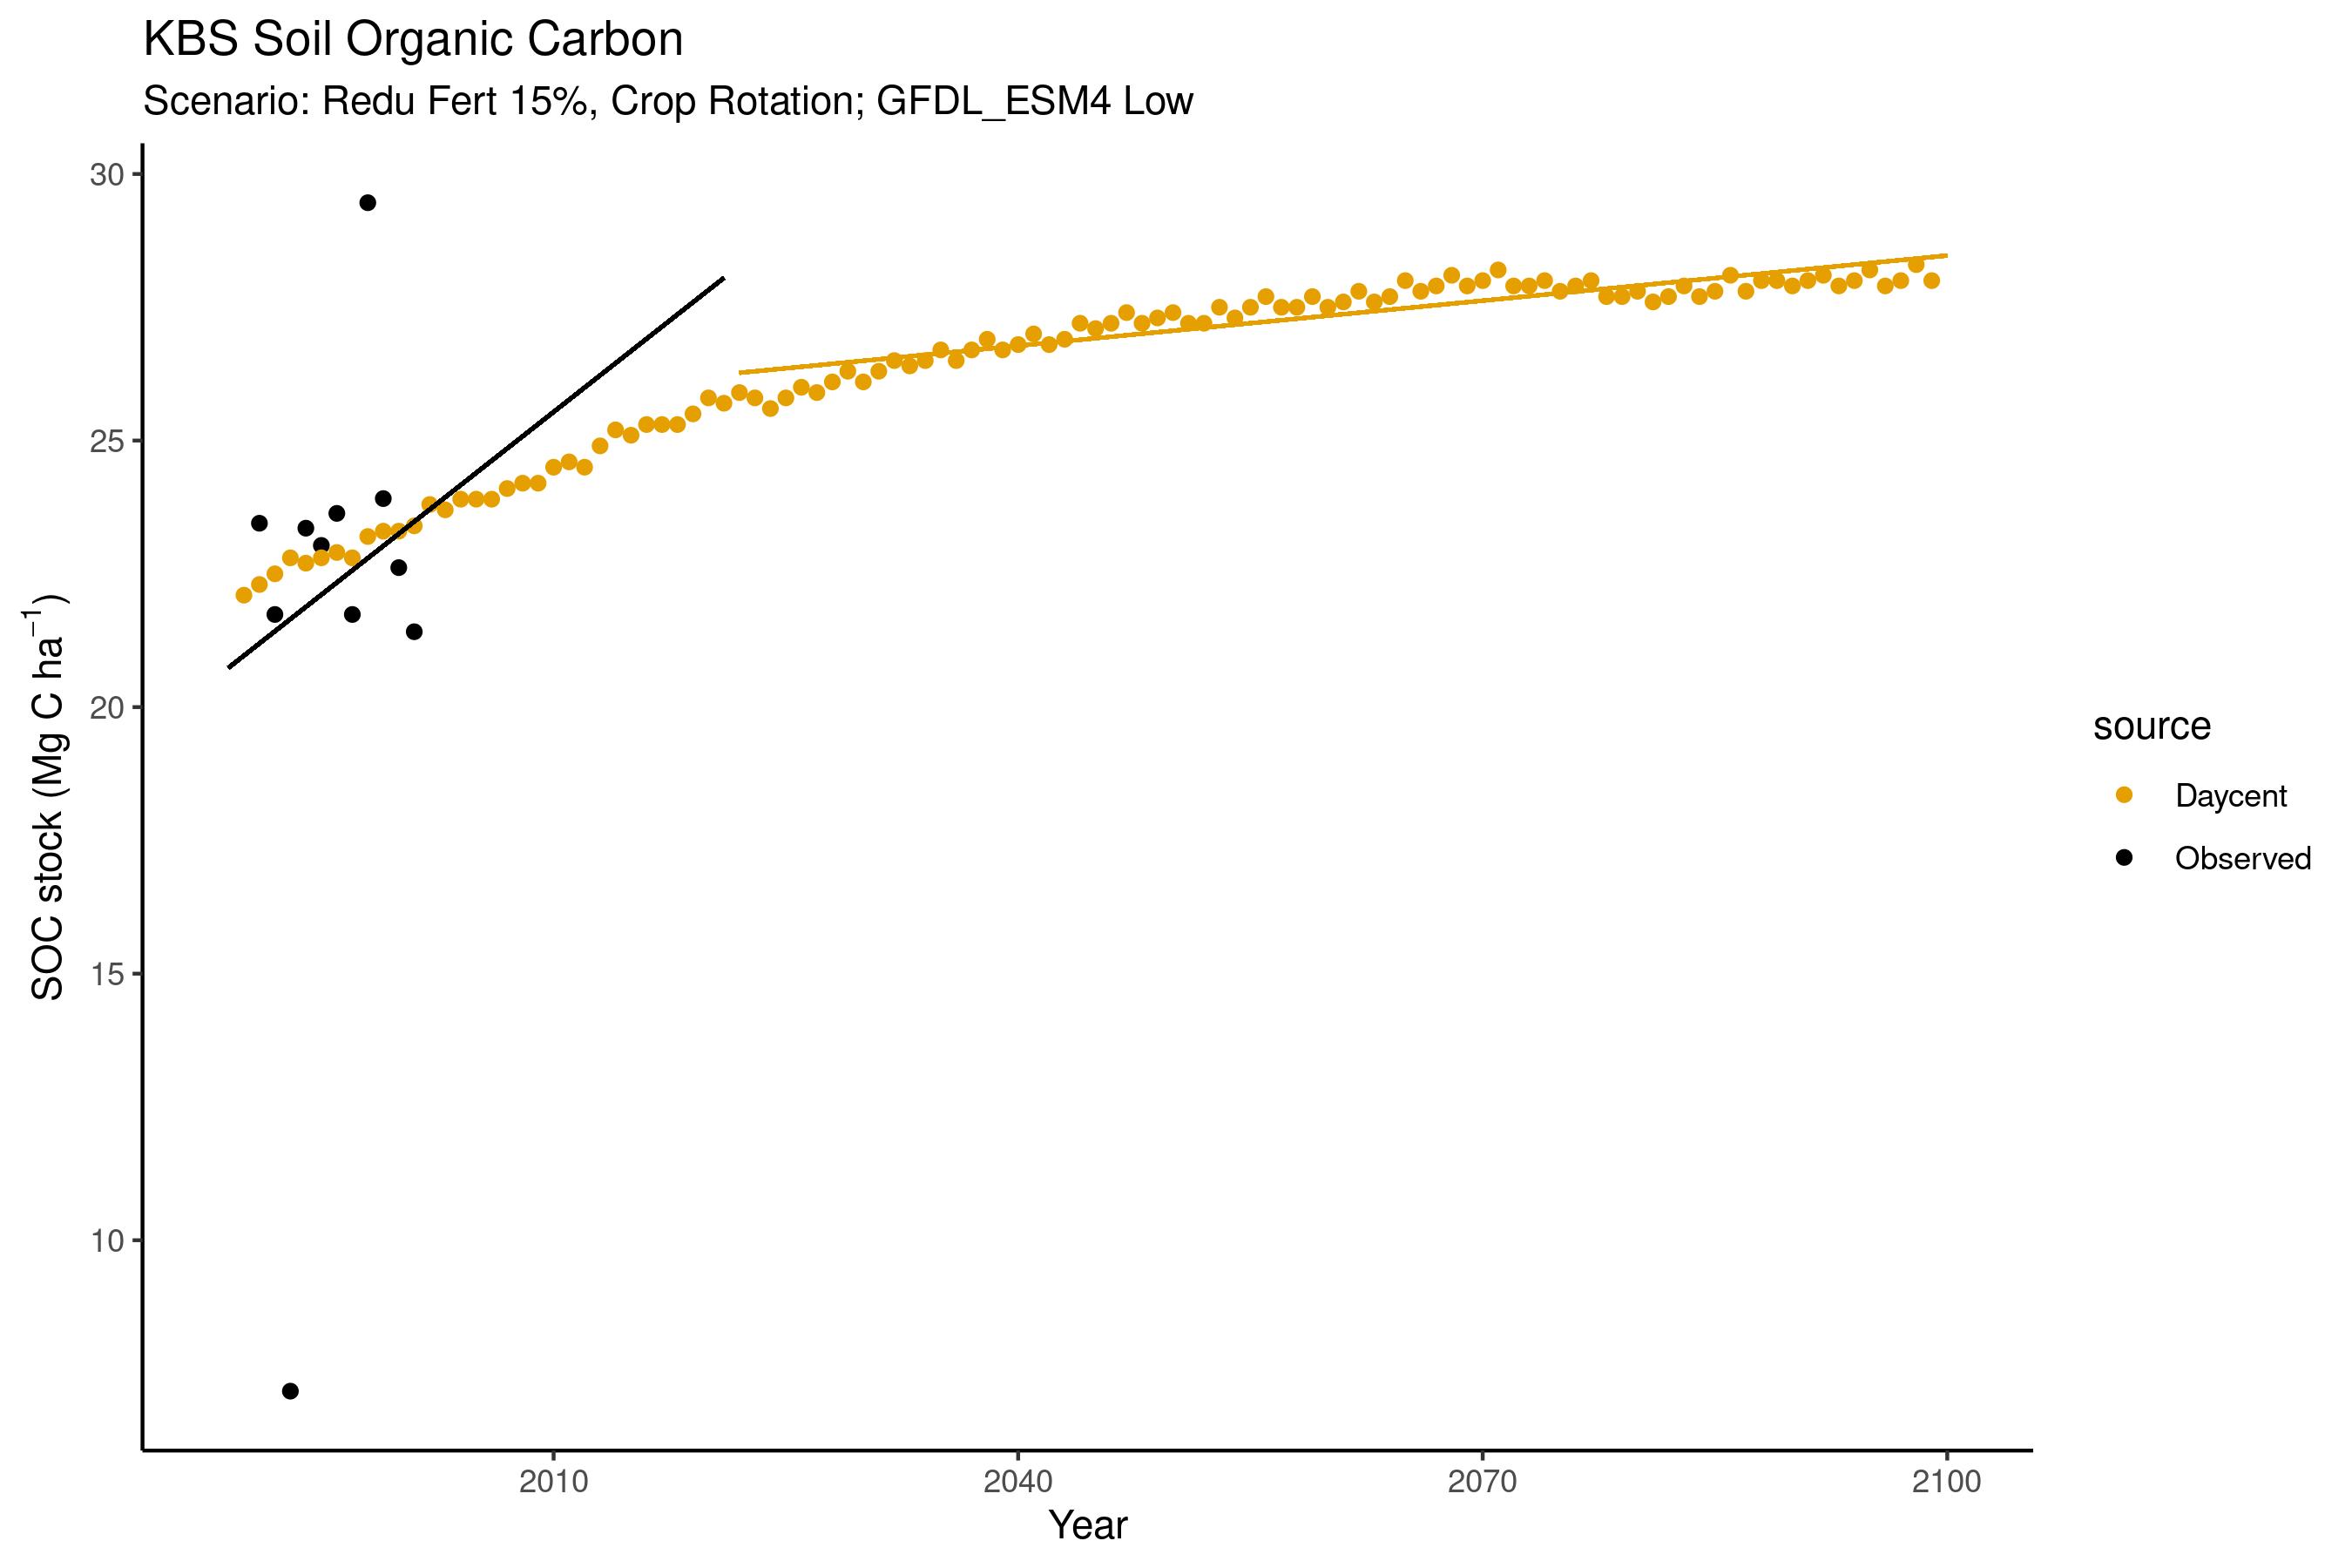 KBS Soil Organic Carbon
Scenario: Redu Fert 15%, Crop Rotation; GFDL_ESM4 Low
30
25
20
15
10
SOC stock (Mg C ha⁻¹)
2010 2040 2070 2100
Year
source
Daycent
Observed